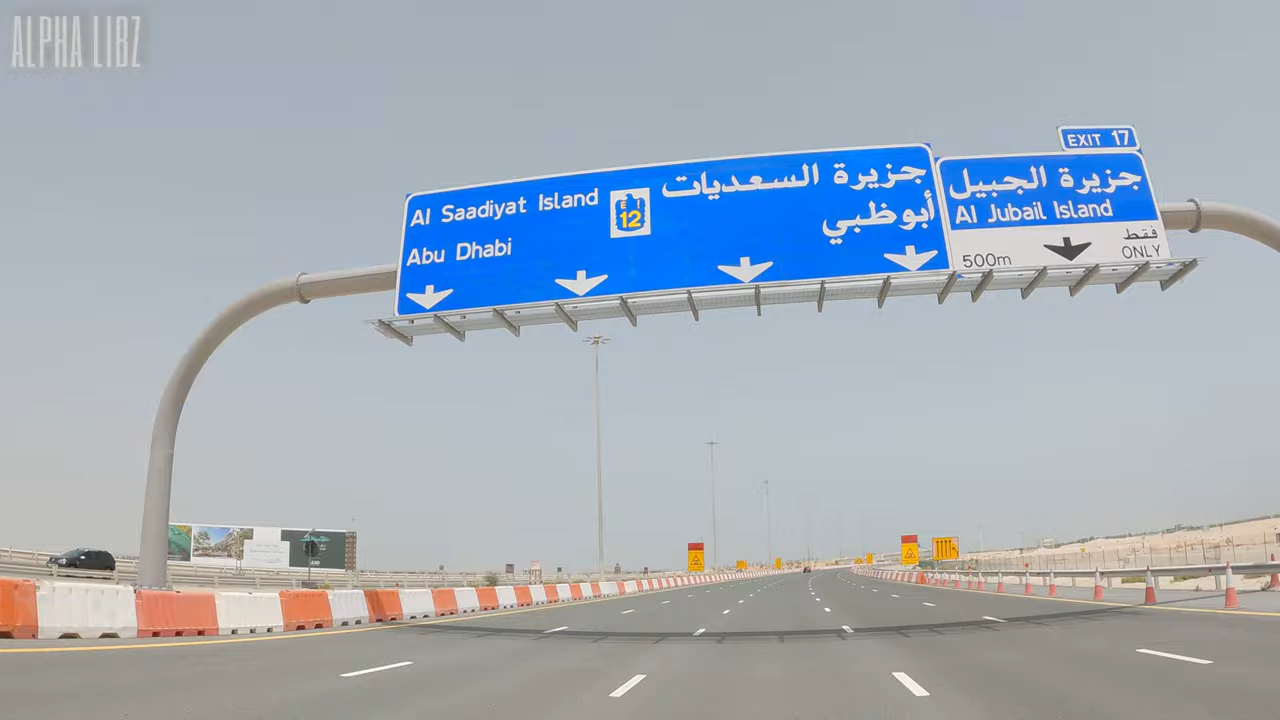 ALPHA LIBZ
EXIT 17
Al Saadiyat Island
Abu Dhabi
E 12
جزيرة السعديات
أبوظبي
جزيرة الجبيل
Al Jubail Island
فقط
500m
ONLY